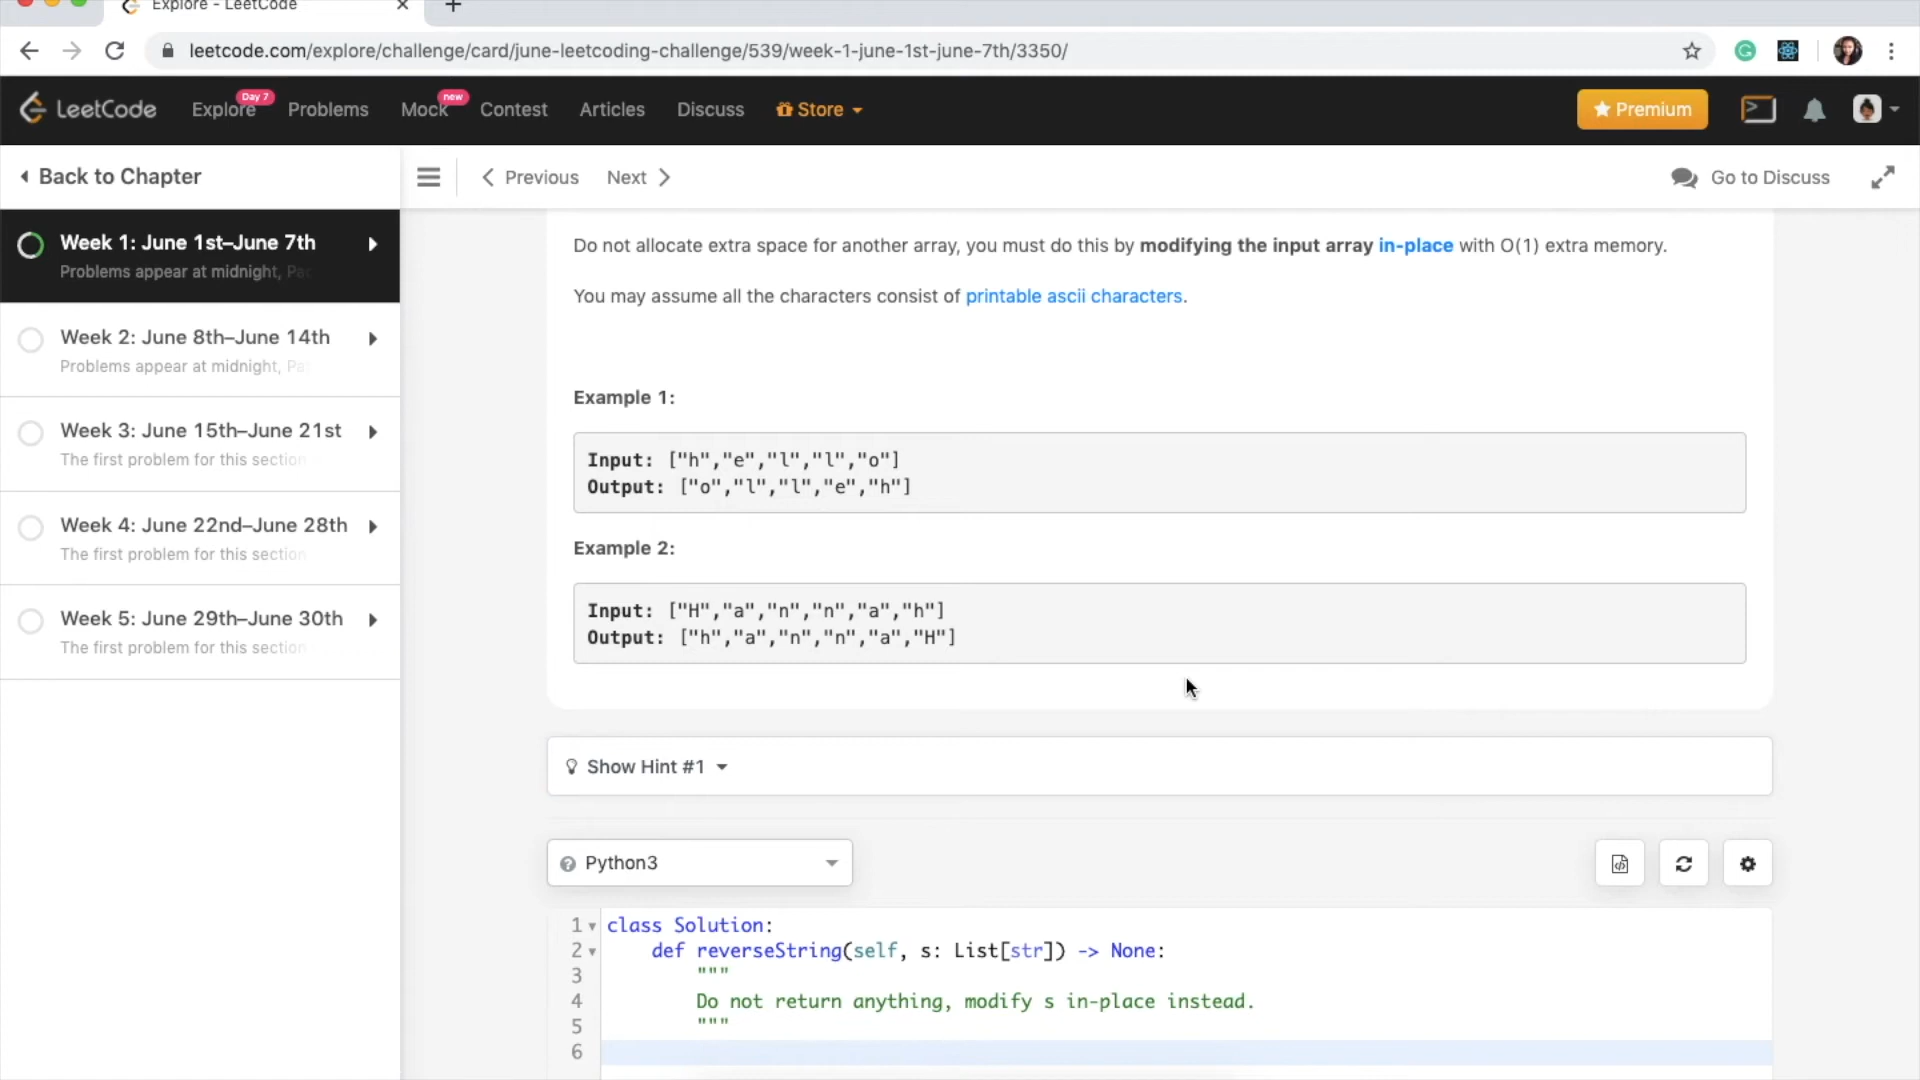 Explore - LeetCode
leetcode.com/explore/challenge/card/june-leetcoding-challenge/539/week-1-june-1st-june-7th/3350/
LeetCode Explore Day 7 Problems Mock new Contest Articles Discuss Store Premium
Back to Chapter
Previous Next Go to Discuss
Week 1: June 1st–June 7th
Problems appear at midnight,
Week 2: June 8th–June 14th
Problems appear at midnight,
Week 3: June 15th–June 21st
The first problem for this section
Week 4: June 22nd–June 28th
The first problem for this section
Week 5: June 29th–June 30th
The first problem for this section
Do not allocate extra space for another array, you must do this by modifying the input array in-place with O(1) extra memory.
You may assume all the characters consist of printable ascii characters.
Example 1:
Input: ["h","e","l","l","o"]
Output: ["o","l","l","e","h"]
Example 2:
Input: ["H","a","n","n","a","h"]
Output: ["h","a","n","n","a","H"]
Show Hint #1
Python3
1 class Solution:
2 def reverseString(self, s: List[str]) -> None:
3 """
4 Do not return anything, modify s in-place instead.
5 """
6